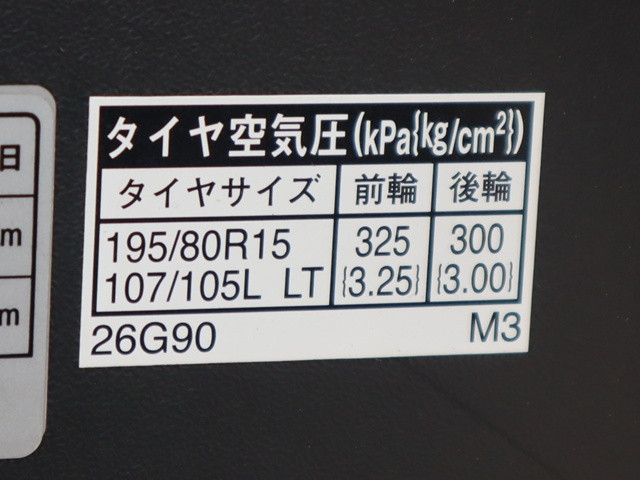 タイヤ空気圧(kPa{kg/cm²})
タイヤサイズ 前輪 後輪
195/80R15 325 300
107/105L LT {3.25} {3.00}
26G90 M3
日
m
m